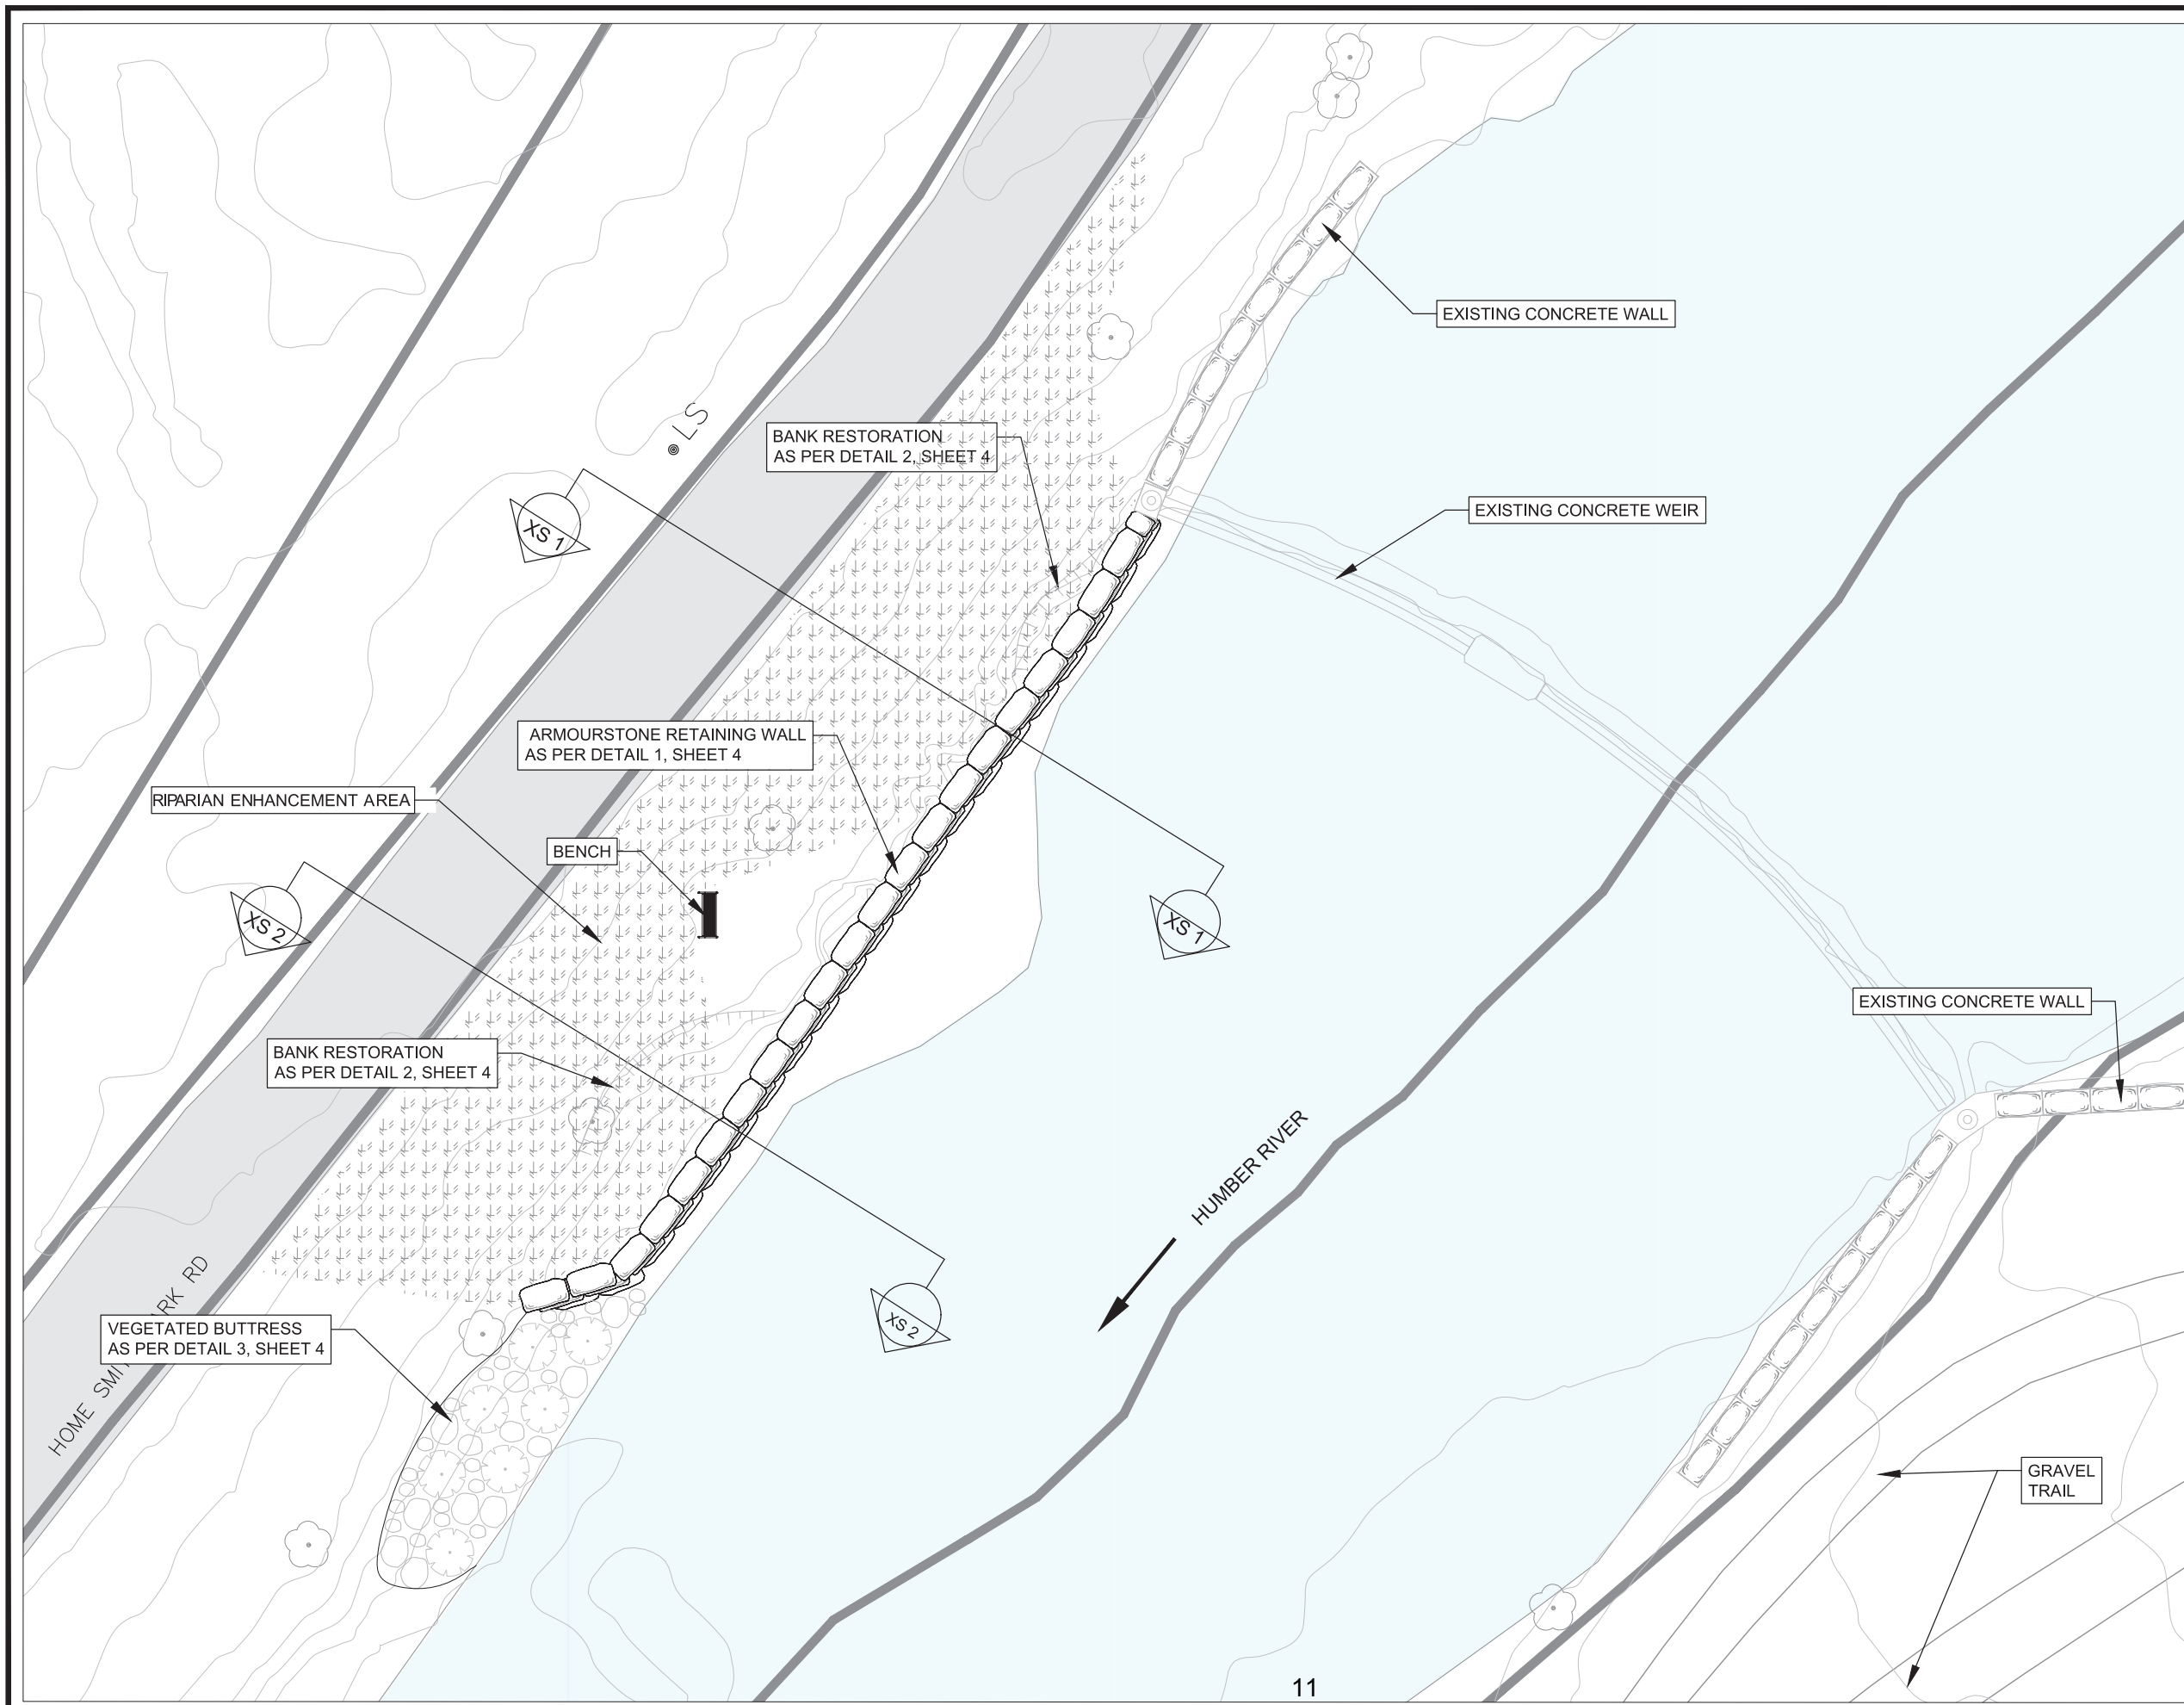 EXISTING CONCRETE WALL
LS
BANK RESTORATION
AS PER DETAIL 2, SHEET 4
EXISTING CONCRETE WEIR
XS 1
ARMOURSTONE RETAINING WALL
AS PER DETAIL 1, SHEET 4
RIPARIAN ENHANCEMENT AREA
BENCH
XS 2
XS 1
EXISTING CONCRETE WALL
BANK RESTORATION
AS PER DETAIL 2, SHEET 4
HUMBER RIVER
XS 2
VEGETATED BUTTRESS
AS PER DETAIL 3, SHEET 4
HOME RD
GRAVEL
TRAIL
11